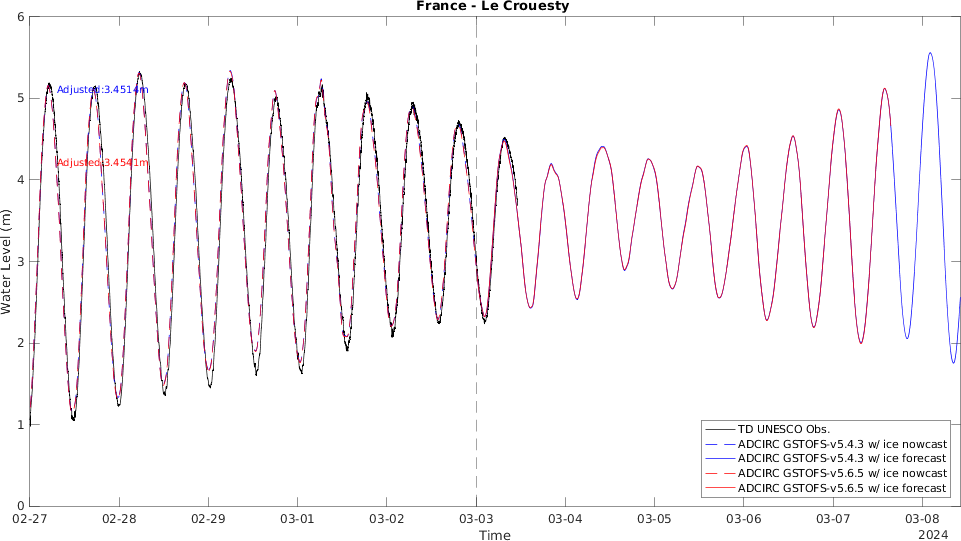 France - Le Crouesty
6
5
4
3
2
1
0
Water Level (m)
Adjusted:3.4514m
Adjusted:3.4541m
TD UNESCO Obs.
ADCIRC GSTOFS-v5.4.3 w/ ice nowcast
ADCIRC GSTOFS-v5.4.3 w/ ice forecast
ADCIRC GSTOFS-v5.6.5 w/ ice nowcast
ADCIRC GSTOFS-v5.6.5 w/ ice forecast
02-27 02-28 02-29 03-01 03-02 03-03 03-04 03-05 03-06 03-07 03-08
Time
2024